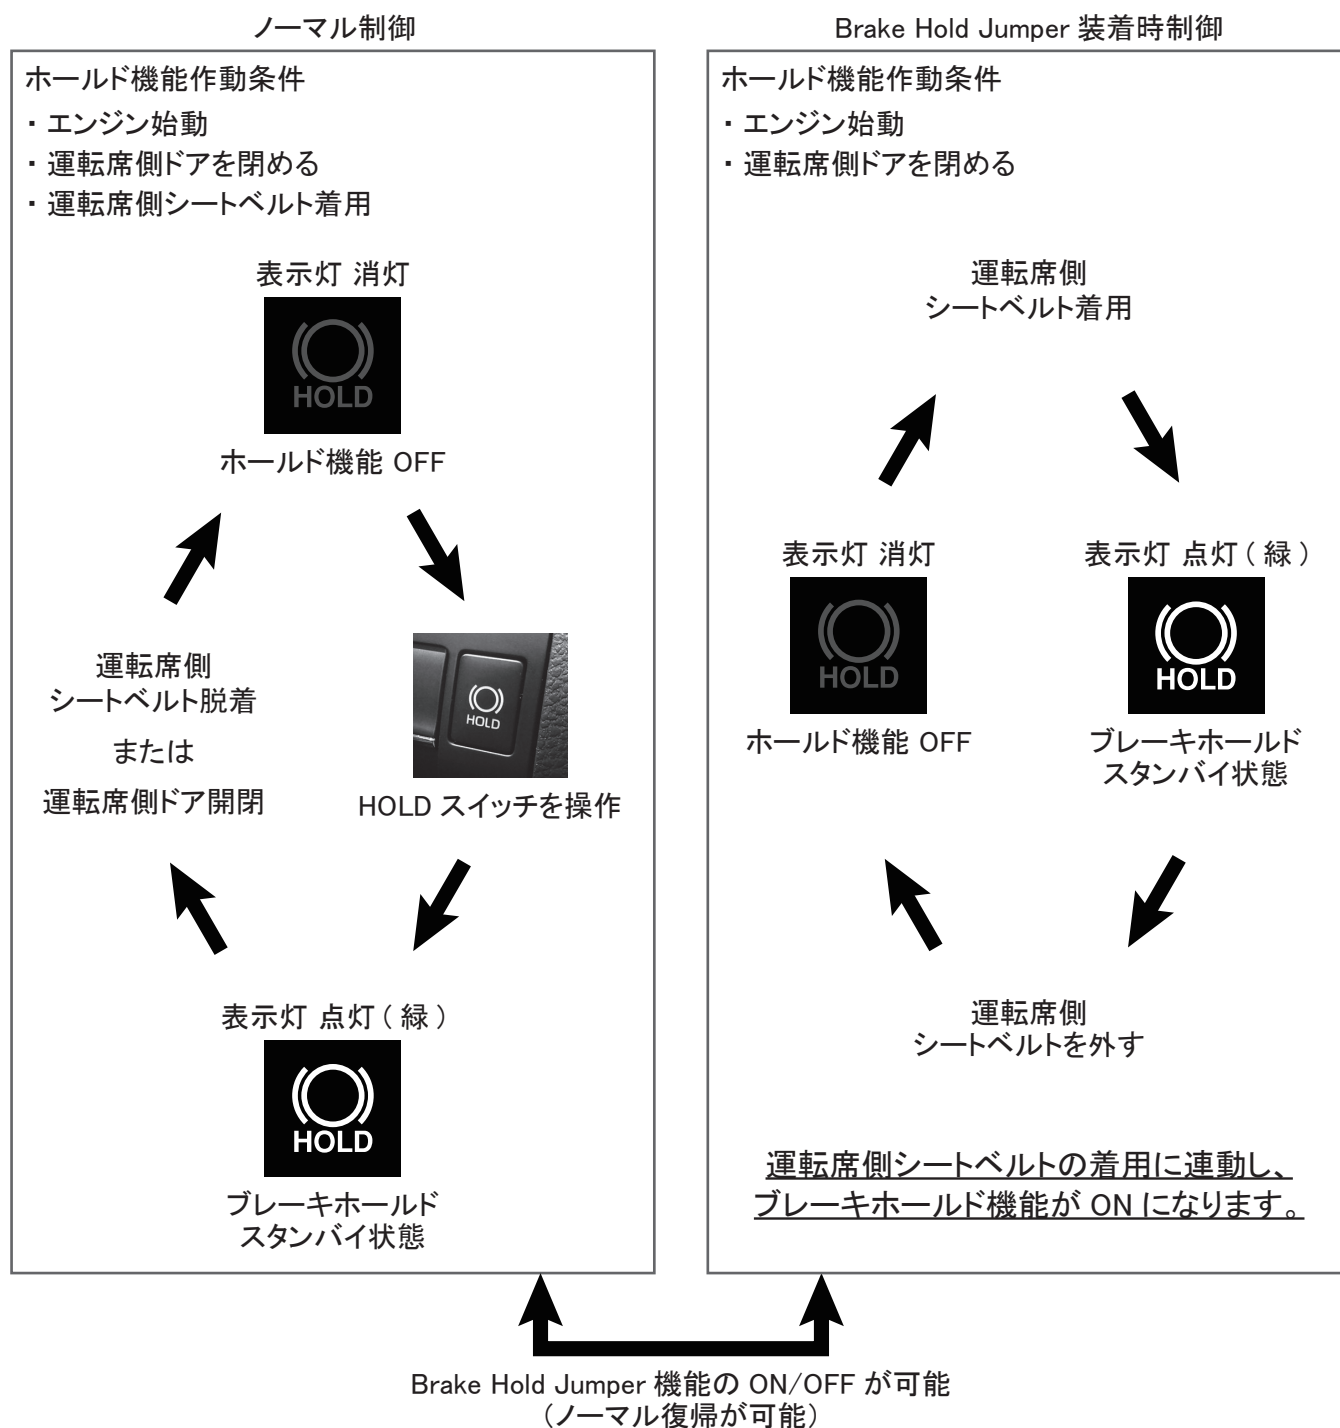 ノーマル制御
ホールド機能作動条件
・エンジン始動
・運転席側ドアを閉める
・運転席側シートベルト着用
表示灯 消灯
HOLD
ホールド機能 OFF
HOLD
HOLD スイッチを操作
表示灯 点灯(緑)
HOLD
ブレーキホールド
スタンバイ状態
運転席側
シートベルト脱着
または
運転席側ドア開閉
Brake Hold Jumper 装着時制御
ホールド機能作動条件
・エンジン始動
・運転席側ドアを閉める
運転席側
シートベルト着用
表示灯 点灯(緑)
HOLD
ブレーキホールド
スタンバイ状態
運転席側
シートベルトを外す
表示灯 消灯
HOLD
ホールド機能 OFF
運転席側シートベルトの着用に連動し、
ブレーキホールド機能が ON になります。
Brake Hold Jumper 機能の ON/OFF が可能
(ノーマル復帰が可能)